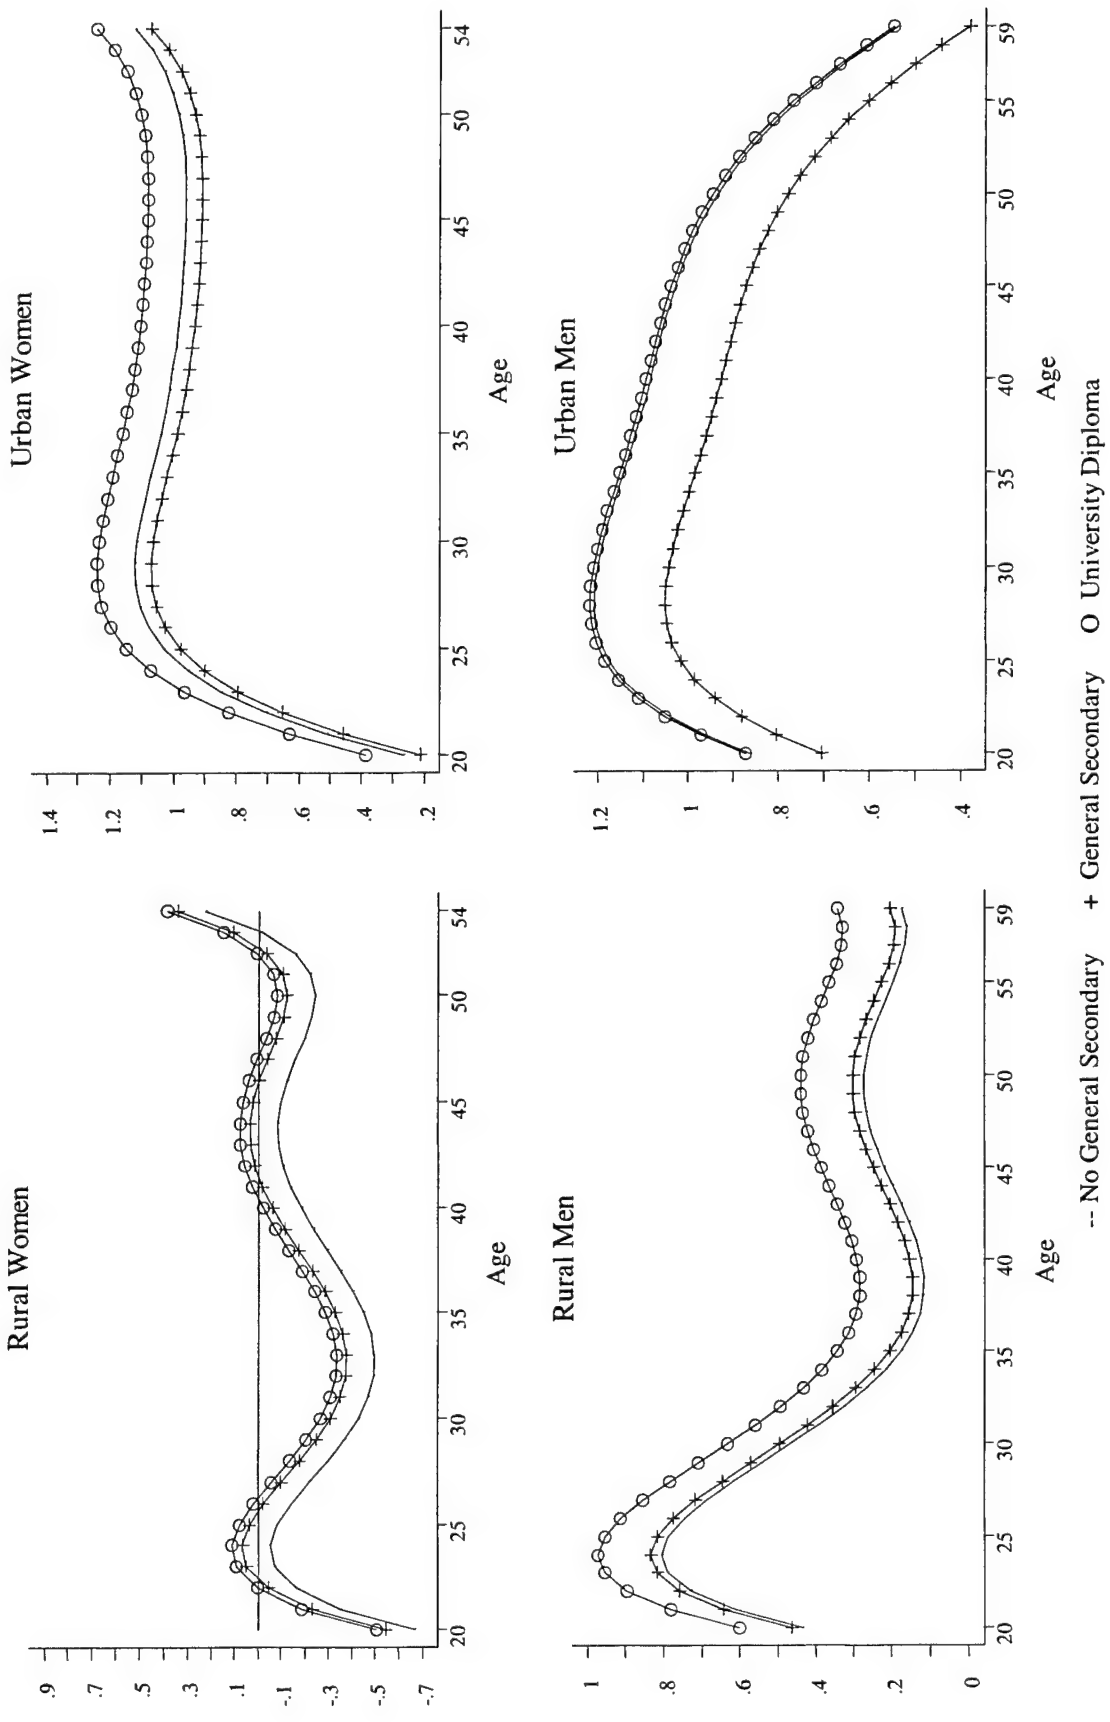 Rural Women
.9
.7
.5
.3
.1
-.1
-.3
-.5
-.7
20 25 30 35 40 45 50 54
Age
Urban Women
1.4
1.2
1
.8
.6
.4
.2
20 25 30 35 40 45 50 54
Age
Rural Men
1
.8
.6
.4
.2
0
20 25 30 35 40 45 50 55 59
Age
Urban Men
1.2
1
.8
.6
.4
20 25 30 35 40 45 50 55 59
Age
-- No General Secondary + General Secondary O University Diploma